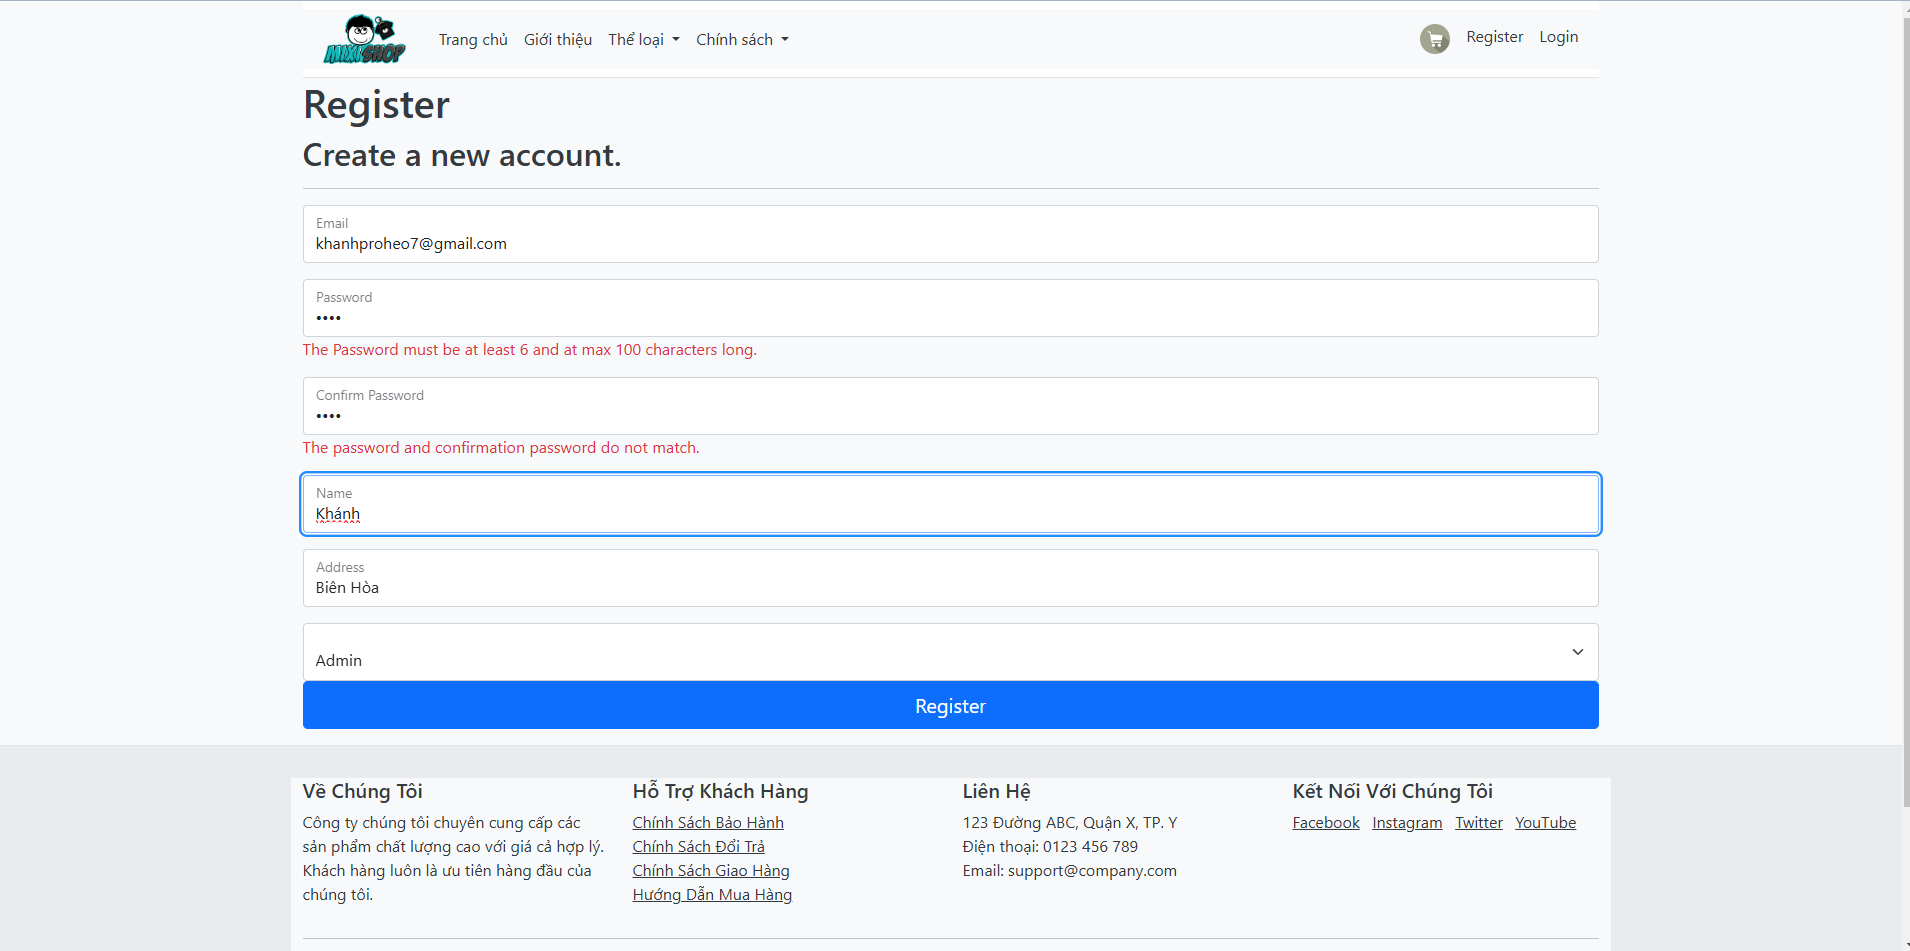 MIXI SHOP
Trang chủ Giới thiệu Thể loại Chính sách Register Login
Register
Create a new account.
Email
khanhproheo7@gmail.com
Password
••••
The Password must be at least 6 and at max 100 characters long.
Confirm Password
••••
The password and confirmation password do not match.
Name
Khánh
Address
Biên Hòa
Admin
Register
Về Chúng Tôi
Công ty chúng tôi chuyên cung cấp các
sản phẩm chất lượng cao với giá cả hợp lý.
Khách hàng luôn là ưu tiên hàng đầu của
chúng tôi.
Hỗ Trợ Khách Hàng
Chính Sách Bảo Hành
Chính Sách Đổi Trả
Chính Sách Giao Hàng
Hướng Dẫn Mua Hàng
Liên Hệ
123 Đường ABC, Quận X, TP. Y
Điện thoại: 0123 456 789
Email: support@company.com
Kết Nối Với Chúng Tôi
Facebook Instagram Twitter YouTube